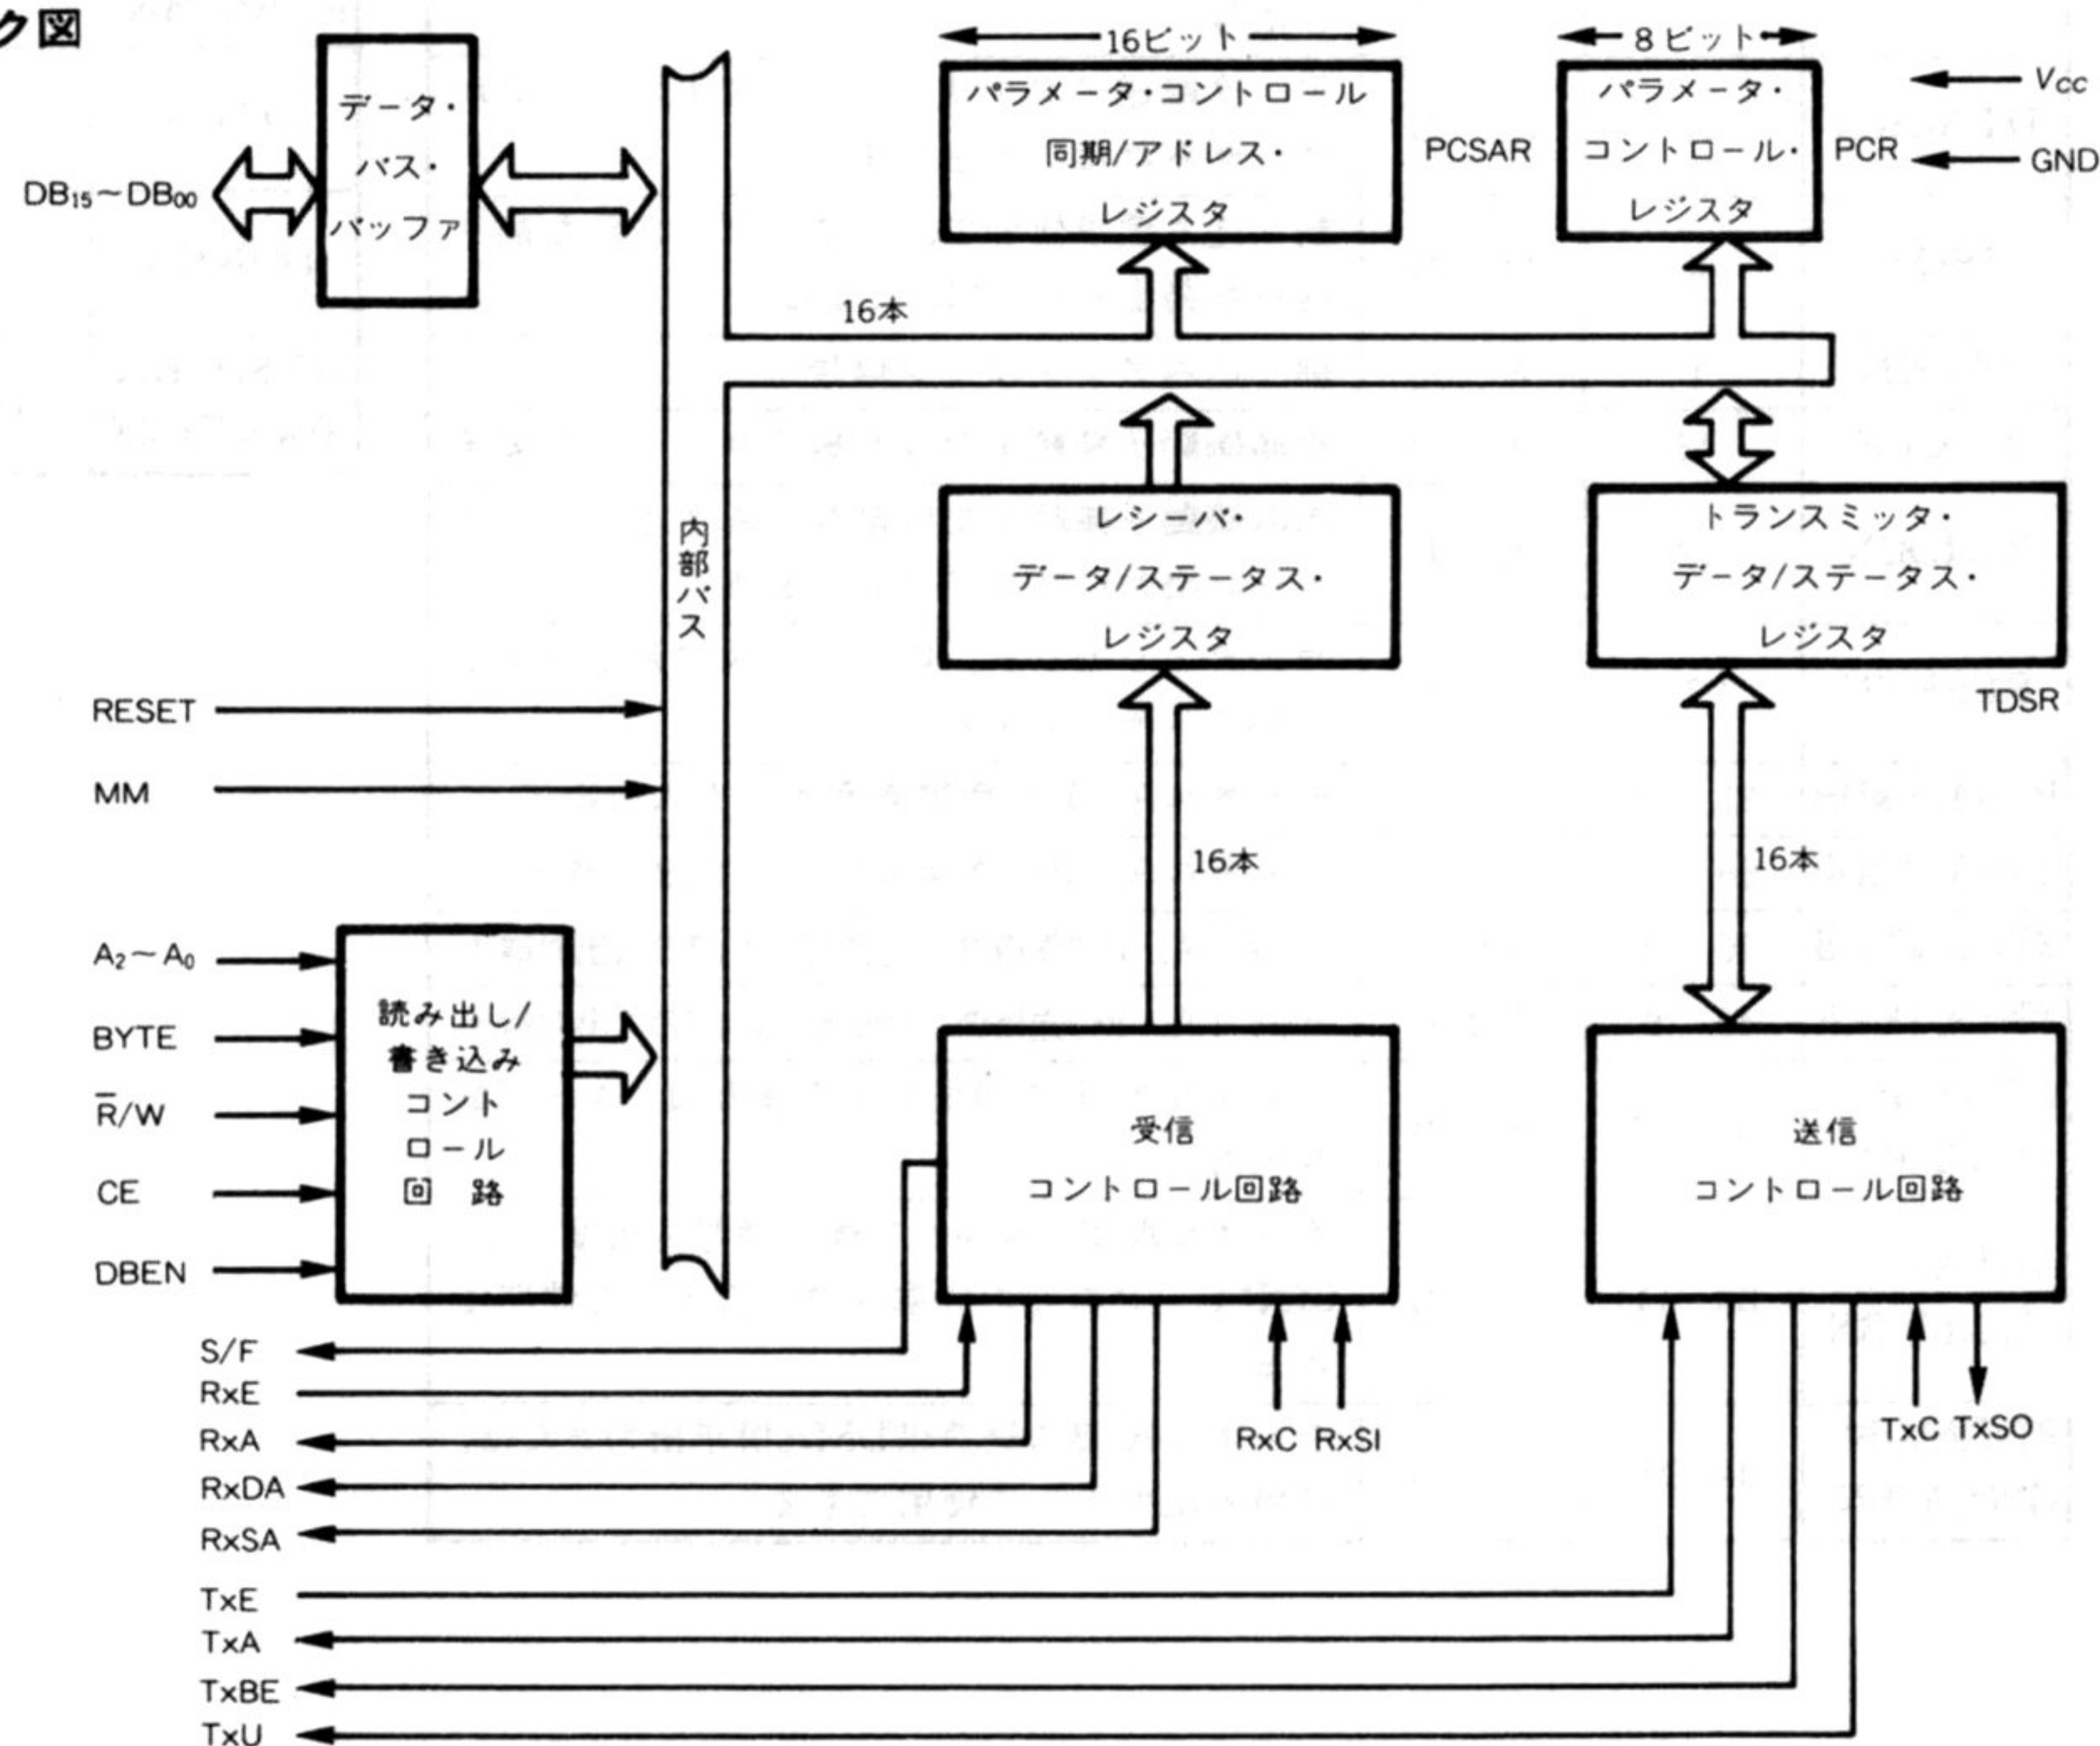 ク図
データ・
バス・
バッファ
DB₁₅～DB₀₀
16ビット
パラメータ・コントロール
同期/アドレス・
レジスタ
PCSAR
8ビット
パラメータ・
コントロール・
レジスタ
PCR
VCC
GND
16本
内部バス
レシーバ・
データ/ステータス・
レジスタ
トランスミッタ・
データ/ステータス・
レジスタ
TDSR
RESET
MM
16本
16本
A₂～A₀
BYTE
R̅/W
CE
DBEN
読み出し/
書き込み
コント
ロール
回 路
受信
コントロール回路
送信
コントロール回路
S/F
RxE
RxA
RxDA
RxSA
RxC RxSI
TxC TxSO
TxE
TxA
TxBE
TxU